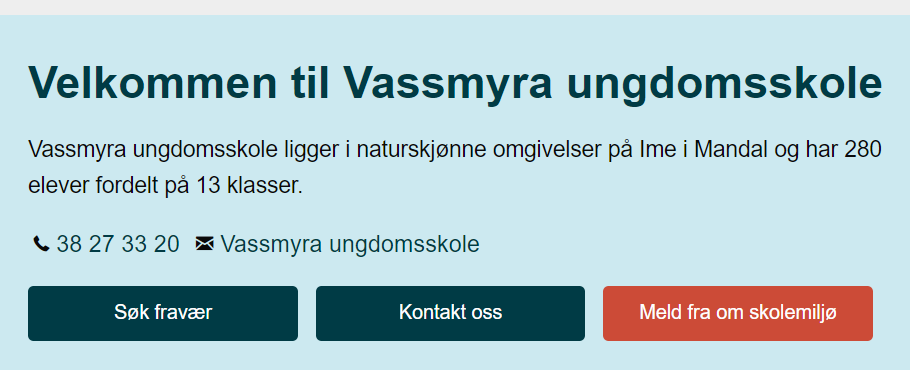 Velkommen til Vassmyra ungdomsskole
Vassmyra ungdomsskole ligger i naturskjønne omgivelser på Ime i Mandal og har 280
elever fordelt på 13 klasser.
38 27 33 20 Vassmyra ungdomsskole
Søk fravær Kontakt oss Meld fra om skolemiljø